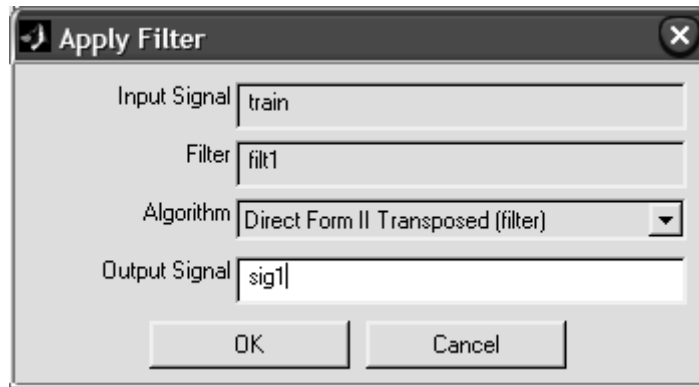 Apply Filter
Input Signal train
Filter filt1
Algorithm Direct Form II Transposed (filter)
Output Signal sig1
OK Cancel